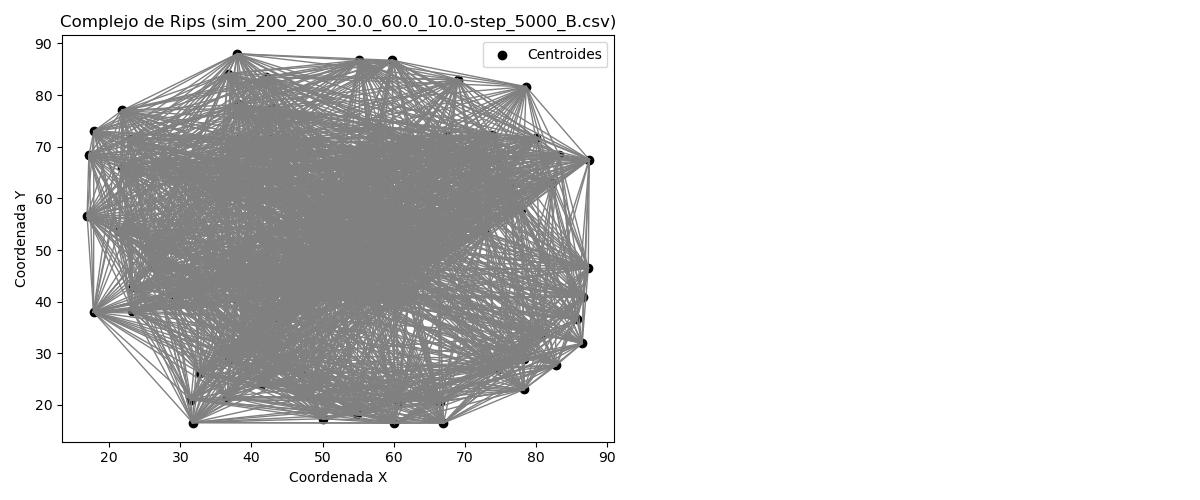 Complejo de Rips (sim_200_200_30.0_60.0_10.0-step_5000_B.csv)
Centroides
90
80
70
60
50
40
30
20
Coordenada Y
20 30 40 50 60 70 80 90
Coordenada X